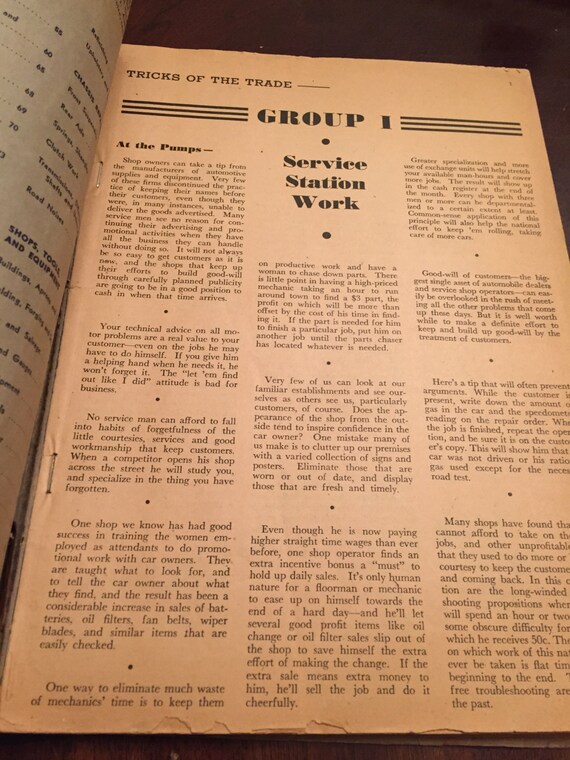 TRICKS OF THE TRADE
GROUP I
Service
Station
Work
At the Pumps—
Shop owners can take a tip from
the manufacturers of automotive
supplies and equipment. Very few
of these firms discontinued the prac-
tice of keeping their names before
their customers, even though they
were, in many instances, unable to
deliver the goods advertised. Many
service men see no reason for con-
tinuing their advertising and pro-
motional activities when they have
all the business they can handle
without doing so. It will not always
be so easy to get customers as it is
now, and the shops that keep up
their efforts to build good-will
through carefully planned publicity
are going to be in a good position to
cash in when that time arrives.
Your technical advice on all mo-
tor problems are a real value to your
customer—even on the jobs he may
have to do himself. If you give him
a helping hand when he needs it, he
won't forget it. The "let 'em find
out like I did" attitude is bad for
business.
No service man can afford to fall
into habits of forgetfulness of the
little courtesies, services and good
workmanship that keep customers.
When a competitor opens his shop
across the street he will study you,
and specialize in the thing you have
forgotten.
One shop we know has had good
success in training the women em-
ployed as attendants to do promo-
tional work with car owners. They
are taught what to look for, and
to tell the car owner about what
they find, and the result has been a
considerable increase in sales of bat-
teries, oil filters, fan belts, wiper
blades, and similar items that are
easily checked.
One way to eliminate much waste
of mechanics' time is to keep them
on productive work and have a
woman to chase down parts. There
is little point in having a high-priced
mechanic taking an hour to run
around town to find a $3 part, the
profit on which will be more than
offset by the cost of his time in find-
ing it. If the part is needed for him
to finish a particular job, put him on
another job until the parts chaser
has located whatever is needed.
Very few of us can look at our
familiar establishments and see our-
selves as others see us, particularly
customers, of course. Does the ap-
pearance of the shop from the out-
side tend to inspire confidence in the
car owner? One mistake many of
us make is to clutter up our premises
with a varied collection of signs and
posters. Eliminate those that are
worn or out of date, and display
those that are fresh and timely.
Even though he is now paying
higher straight time wages than ever
before, one shop operator finds an
extra incentive bonus a "must" to
hold up daily sales. It's only human
nature for a floorman or mechanic
to ease up on himself towards the
end of a hard day—and he'll let
several good profit items like oil
change or oil filter sales slip out of
the shop to save himself the extra
effort of making the change. If the
extra sale means extra money to
him, he'll sell the job and do it
cheerfully.
Greater specialization and more
use of exchange units will help stretch
your available man-hours and cover
more jobs. The result will show up
in the cash register at the end of
the month. Every shop with three
men or more can be departmental-
ized to a certain extent at least.
Common-sense application of this
principle will also help the national
effort to keep 'em rolling, taking
care of more cars.
Good-will of customers—the big-
gest single asset of automobile dealers
and service shop operators—can eas-
ily be overlooked in the rush of meet-
ing all the other problems that come
up these days. But it is well worth
while to make a definite effort to
keep and build up good-will by the
treatment of customers.
Here's a tip that will often prevent
arguments. While the customer
present, write down the amount o
gas in the car and the speedomete
reading on the repair order. Whe
the job is finished, repeat the opera
tion, and be sure it is on the custo
er's copy. This will show him that
car was not driven or his ratio
gas used except for the neces
road test.
Many shops have found tha
cannot afford to take on th
jobs, and other unprofitabl
that they used to do more or
courtesy to keep the custome
and coming back. In this c
tion are the long-winded
shooting propositions wher
will spend an hour or two
some obscure difficulty for
which he receives 50c. The
on which work of this nat
ever be taken is flat tim
beginning to the end.
free troubleshooting are
the past.
and
56
60
65
68
69
70
CHASSIS
Rear Axle
Clutch Work
Road Hel
SHOPS, TOOL
AND EQUIP